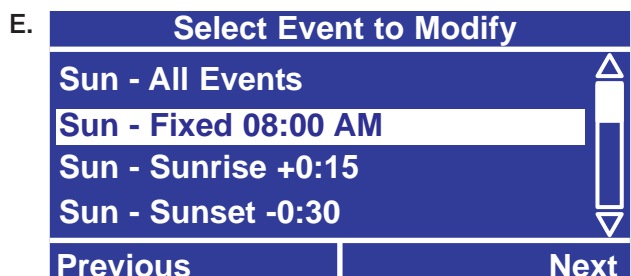 E.
Select Event to Modify
Sun - All Events
Sun - Fixed 08:00 AM
Sun - Sunrise +0:15
Sun - Sunset -0:30
Previous Next